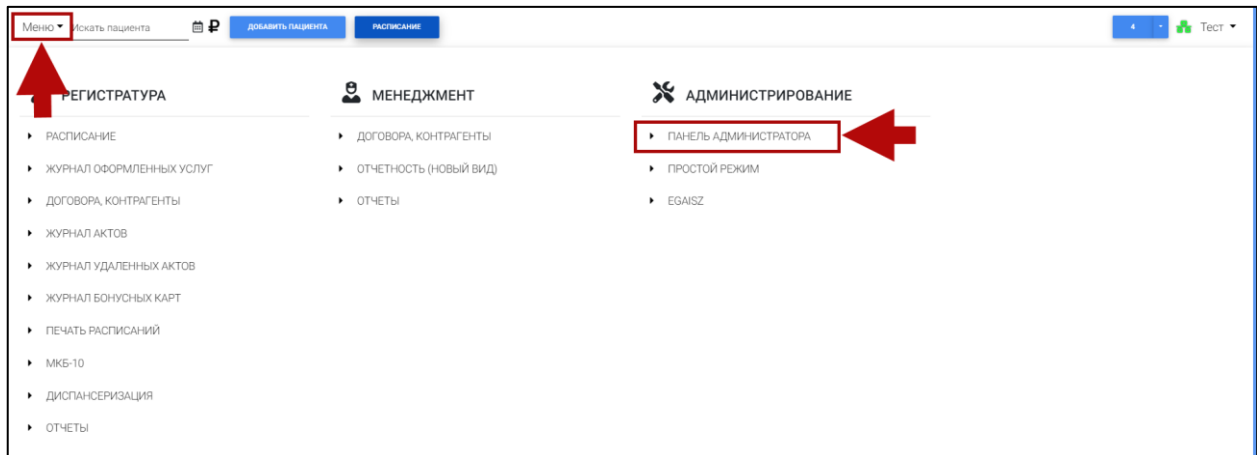 Меню Искать пациента ₽ ДОБАВИТЬ ПАЦИЕНТА РАСПИСАНИЕ 4 Тест
РЕГИСТРАТУРА
РАСПИСАНИЕ
ЖУРНАЛ ОФОРМЛЕННЫХ УСЛУГ
ДОГОВОРА, КОНТРАГЕНТЫ
ЖУРНАЛ АКТОВ
ЖУРНАЛ УДАЛЕННЫХ АКТОВ
ЖУРНАЛ БОНУСНЫХ КАРТ
ПЕЧАТЬ РАСПИСАНИЙ
МКБ-10
ДИСПАНСЕРИЗАЦИЯ
ОТЧЕТЫ
МЕНЕДЖМЕНТ
ДОГОВОРА, КОНТРАГЕНТЫ
ОТЧЕТНОСТЬ (НОВЫЙ ВИД)
ОТЧЕТЫ
АДМИНИСТРИРОВАНИЕ
ПАНЕЛЬ АДМИНИСТРАТОРА
ПРОСТОЙ РЕЖИМ
EGAISZ